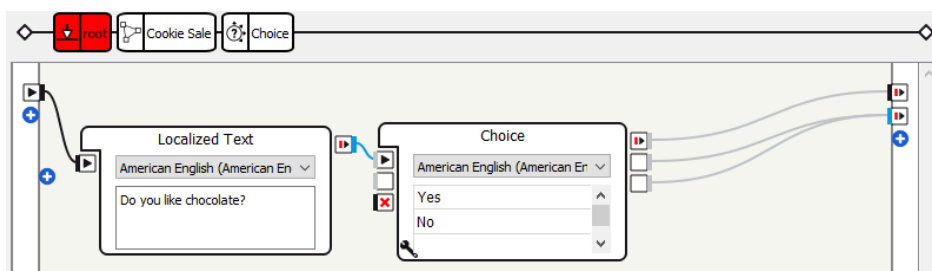 root Cookie Sale Choice
Localized Text
American English (American En
Do you like chocolate?
Choice
American English (American Er
Yes
No